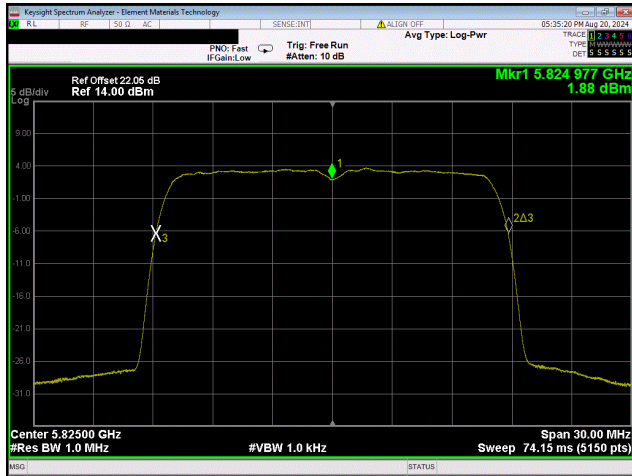 Keysight Spectrum Analyzer - Element Materials Technology
RL RF 50 Ω AC SENSE:INT ALIGN OFF 05:35:20 PM Aug 20, 2024
Avg Type: Log-Pwr TRACE 1 2 3 4 5 6
PNO: Fast Trig: Free Run TYPE M W W W W W
IFGain:Low #Atten: 10 dB DET S S S S S S
Mkr1 5.824 977 GHz
Ref Offset 22.05 dB
5 dB/div Ref 14.00 dBm 1.88 dBm
Log
9.00
4.00
1
-1.00
2Δ3
-6.00
3
-11.0
-16.0
-21.0
-26.0
-31.0
Center 5.82500 GHz Span 30.00 MHz
#Res BW 1.0 MHz #VBW 1.0 kHz Sweep 74.15 ms (5150 pts)
MSG STATUS